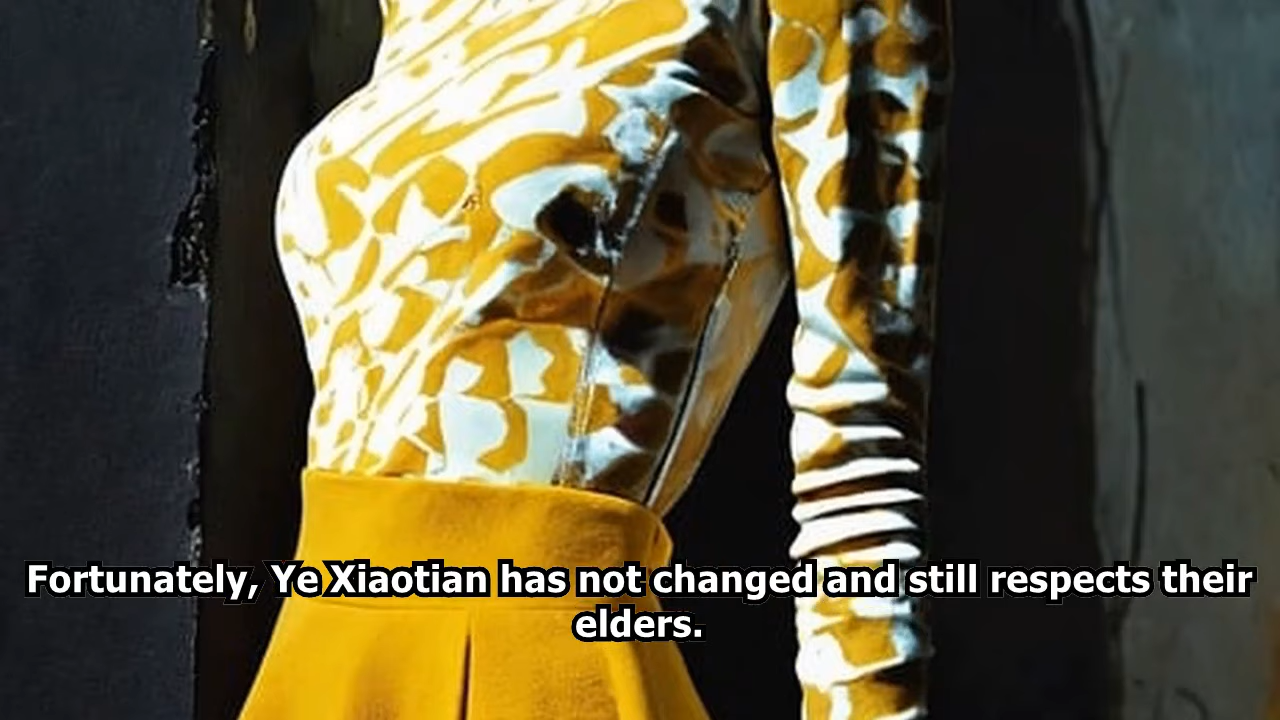 Fortunately, Ye Xiaotian has not changed and still respects their
elders.